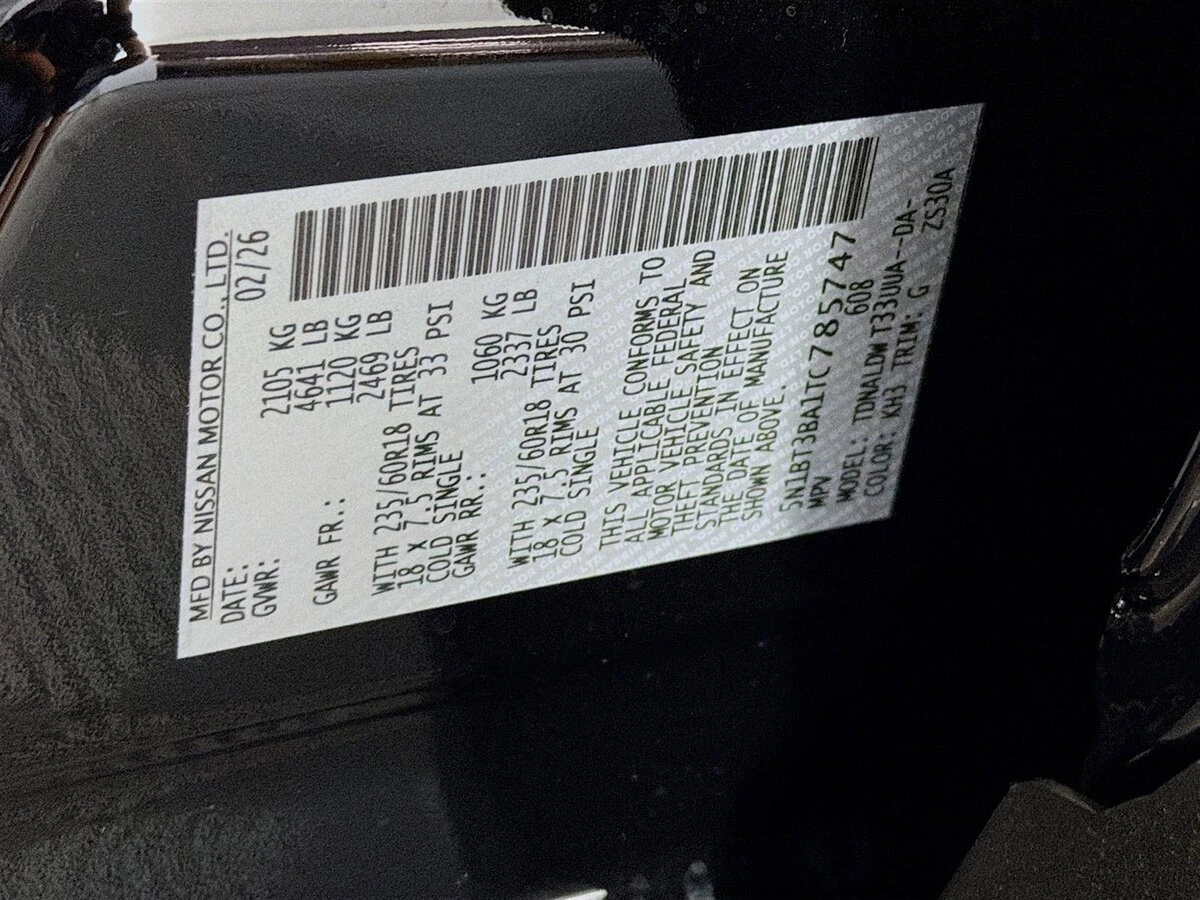 MFD BY NISSAN MOTOR CO., LTD.
DATE: 02/26
GVWR: 2105 KG
4641 LB
GAWR FR.: 1120 KG
2469 LB
WITH 235/60R18 TIRES
18 X 7.5 RIMS AT 33 PSI
COLD SINGLE
GAWR RR.: 1060 KG
2337 LB
WITH 235/60R18 TIRES
18 X 7.5 RIMS AT 30 PSI
COLD SINGLE
THIS VEHICLE CONFORMS TO
ALL APPLICABLE FEDERAL
MOTOR VEHICLE SAFETY AND
THEFT PREVENTION
STANDARDS IN EFFECT ON
THE DATE OF MANUFACTURE
SHOWN ABOVE.
5N1BT3BA1TC785747
MPV 608
MODEL: TDNALDW T33UUA--DA-
COLOR: KH3 TRIM: G ZS30A